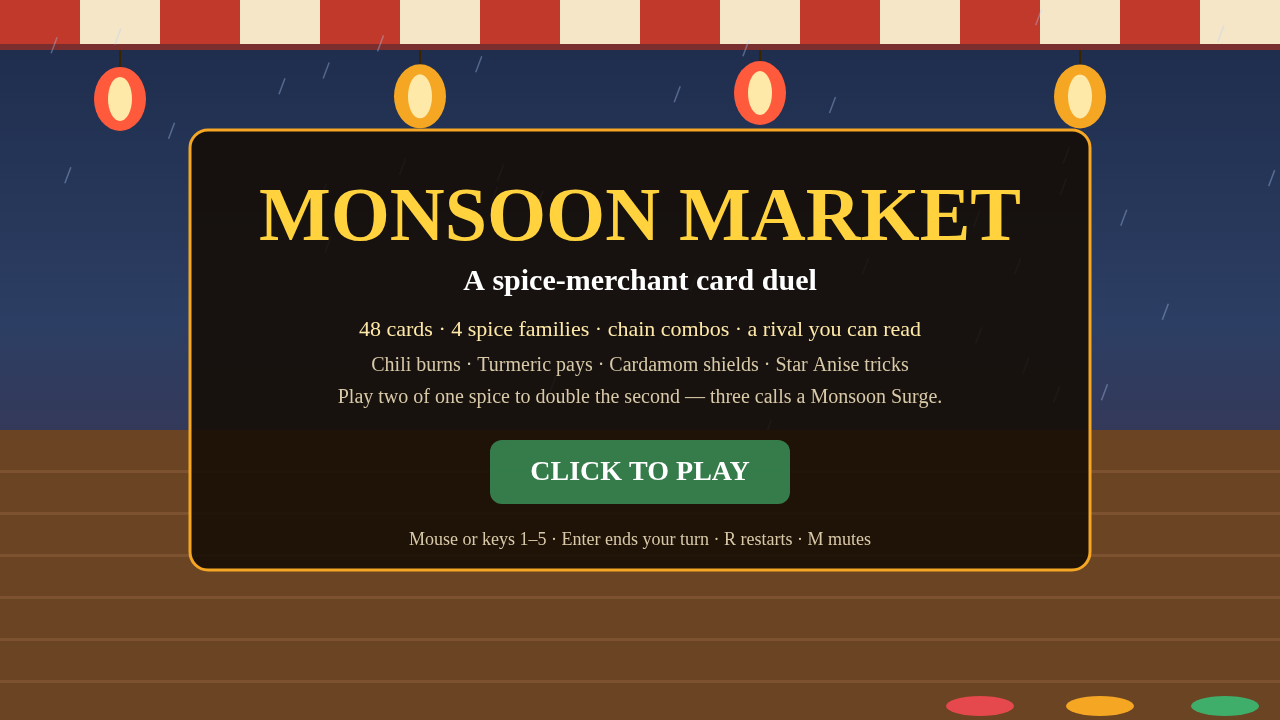 MONSOON MARKET
A spice-merchant card duel
48 cards · 4 spice families · chain combos · a rival you can read
Chili burns · Turmeric pays · Cardamom shields · Star Anise tricks
Play two of one spice to double the second — three calls a Monsoon Surge.
CLICK TO PLAY
Mouse or keys 1–5 · Enter ends your turn · R restarts · M mutes